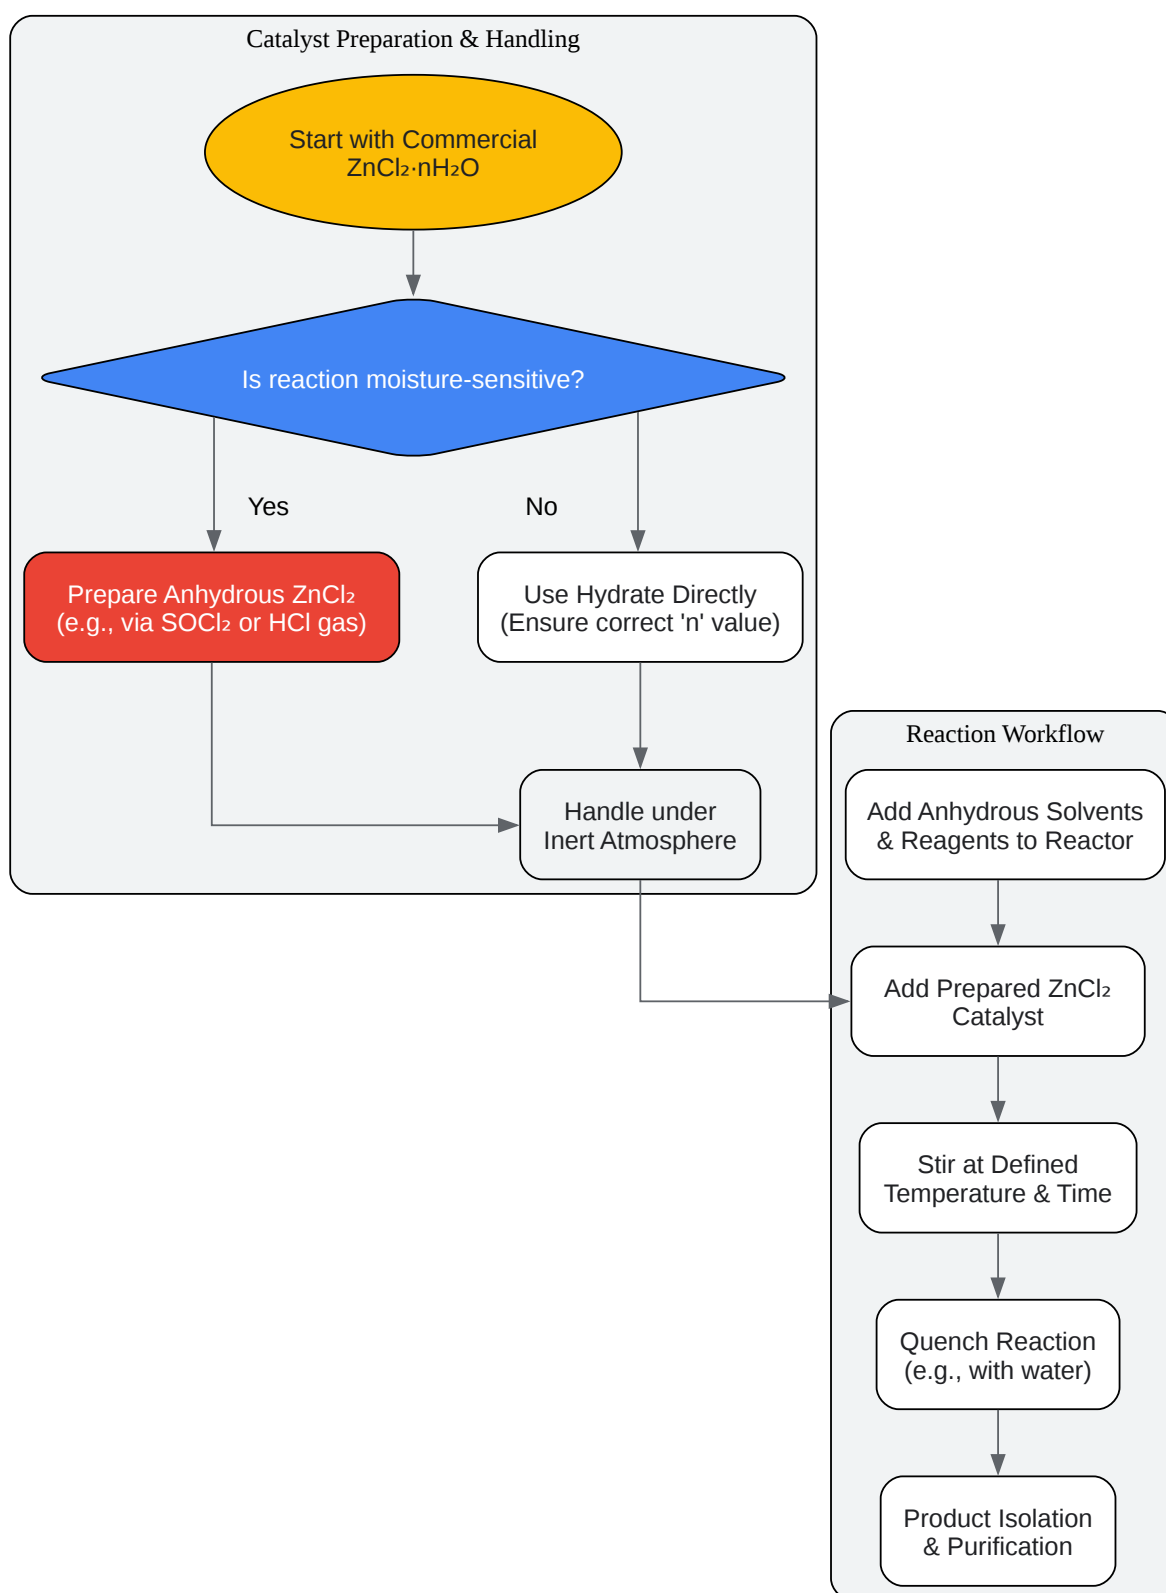 Catalyst Preparation & Handling
Start with Commercial
ZnCl₂·nH₂O
Is reaction moisture-sensitive?
Yes
No
Prepare Anhydrous ZnCl₂
(e.g., via SOCl₂ or HCl gas)
Use Hydrate Directly
(Ensure correct 'n' value)
Handle under
Inert Atmosphere
Reaction Workflow
Add Anhydrous Solvents
& Reagents to Reactor
Add Prepared ZnCl₂
Catalyst
Stir at Defined
Temperature & Time
Quench Reaction
(e.g., with water)
Product Isolation
& Purification